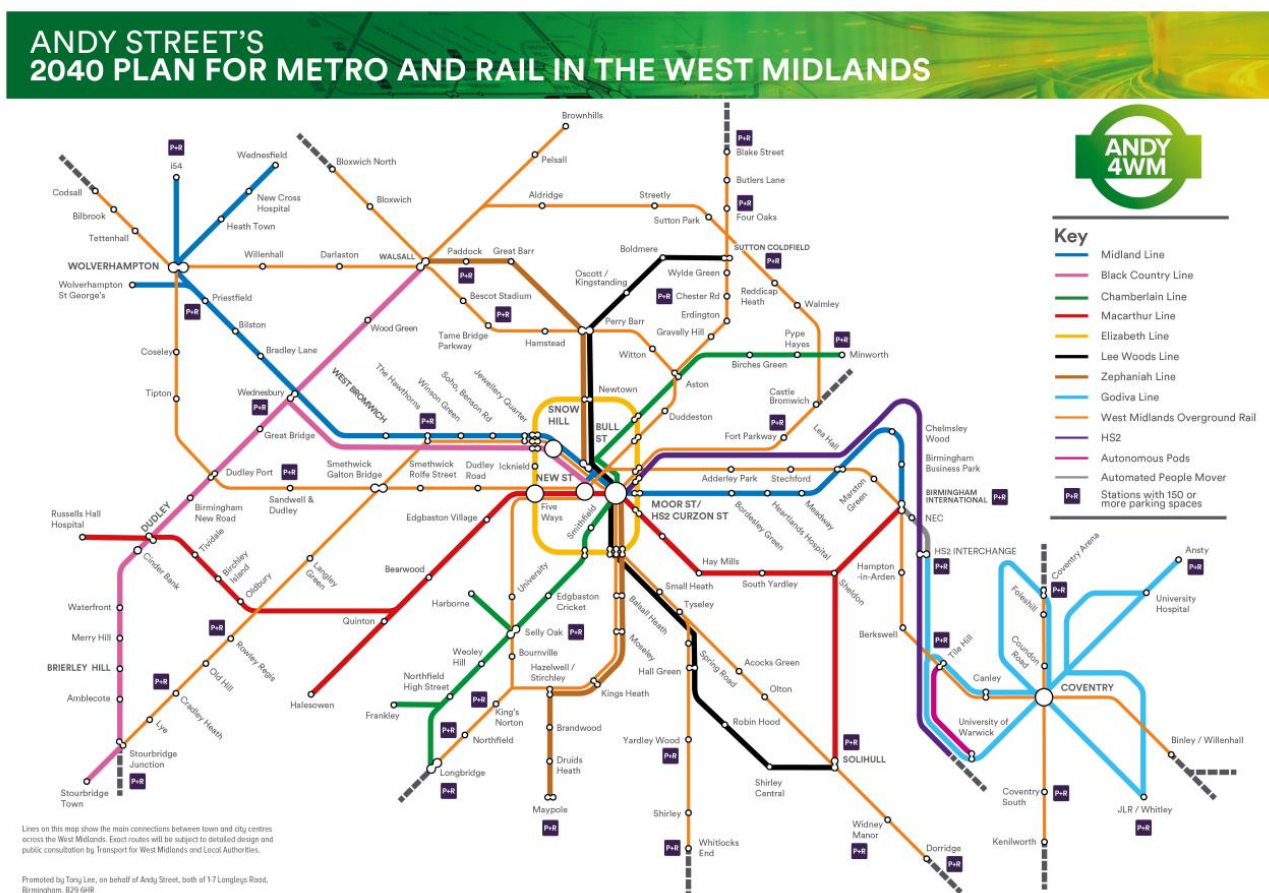 ANDY STREET'S
2040 PLAN FOR METRO AND RAIL IN THE WEST MIDLANDS
ANDY
4WM
Key
Midland Line
Black Country Line
Chamberlain Line
Macarthur Line
Elizabeth Line
Lee Woods Line
Zephaniah Line
Godiva Line
West Midlands Overground Rail
HS2
Autonomous Pods
Automated People Mover
P+R
Stations with 150 or
more parking spaces
Codsall
Bilbrook
Tettenhall
P+R
i54
Wednesfield
New Cross
Hospital
Heath Town
WOLVERHAMPTON
Wolverhampton
St George's
P+R
Priestfield
Bilston
Bradley Lane
Coseley
Tipton
Willenhall
Darlaston
WALSALL
Bloxwich North
Bloxwich
Brownhills
Pelsall
Aldridge
Streetly
Sutton Park
P+R
Blake Street
Butlers Lane
P+R
Four Oaks
SUTTON COLDFIELD
P+R
Boldmere
Wylde Green
P+R
Chester Rd
Erdington
Gravelly Hill
Reddicap
Heath
Walmley
Pype
Hayes
P+R
Minworth
Birches Green
Castle
Bromwich
P+R
Fort Parkway
Paddock
P+R
Great Barr
Bescot Stadium
P+R
Tame Bridge
Parkway
Hamstead
Oscott /
Kingstanding
Perry Barr
Witton
Aston
Duddeston
Newtown
Wood Green
Wednesbury
P+R
Great Bridge
WEST BROMWICH
The Hawthorns
P+R
Winson Green
Soho, Benson Rd
Jewellery Quarter
SNOW
HILL
BULL
ST
Icknield
NEW ST
Five
Ways
Smithfield
MOOR ST/
HS2 CURZON ST
Dudley Port
P+R
Sandwell &
Dudley
Smethwick
Galton Bridge
Smethwick
Rolfe Street
Dudley
Road
Birmingham
New Road
DUDLEY
Russells Hall
Hospital
Cinder Bank
Tividale
Birchley
Island
Oldbury
Langley
Green
Edgbaston Village
Bearwood
Quinton
Halesowen
Waterfront
Merry Hill
BRIERLEY HILL
Amblecote
Stourbridge
Junction
P+R
Stourbridge
Town
Lye
P+R
Cradley Heath
Old Hill
P+R
Rowley Regis
Harborne
University
Edgbaston
Cricket
Selly Oak
P+R
Weoley
Hill
Bournville
Northfield
High Street
Frankley
P+R
King's
Norton
P+R
Northfield
Longbridge
P+R
Hazelwell /
Stirchley
Kings Heath
Moseley
Balsall Heath
Brandwood
Druids
Heath
Maypole
P+R
Small Heath
Tyseley
Hall Green
Spring Road
Acocks Green
Olton
Robin Hood
Yardley Wood
P+R
Shirley
Whitlocks
End
P+R
Shirley
Central
P+R
SOLIHULL
Widney
Manor
P+R
Dorridge
P+R
Hay Mills
South Yardley
Sheldon
Adderley Park
Stechford
Lea Hall
Marston
Green
Bordesley Green
Heartlands Hospital
Meadway
Chelmsley
Wood
Birmingham
Business Park
BIRMINGHAM
INTERNATIONAL
P+R
NEC
HS2 INTERCHANGE
P+R
Hampton
-in-Arden
Berkswell
P+R
Tile Hill
Canley
University of
Warwick
COVENTRY
Coventry Arena
P+R
Foleshill
Coundon
Road
Ansty
P+R
University
Hospital
Binley / Willenhall
JLR / Whitley
P+R
Coventry
South
P+R
Kenilworth
Lines on this map show the main connections between town and city centres
across the West Midlands. Exact routes will be subject to detailed design and
public consultation by Transport for West Midlands and Local Authorities.
Promoted by Tony Lee, on behalf of Andy Street, both of 1-7 Langleys Road,
Birmingham, B29 6HR